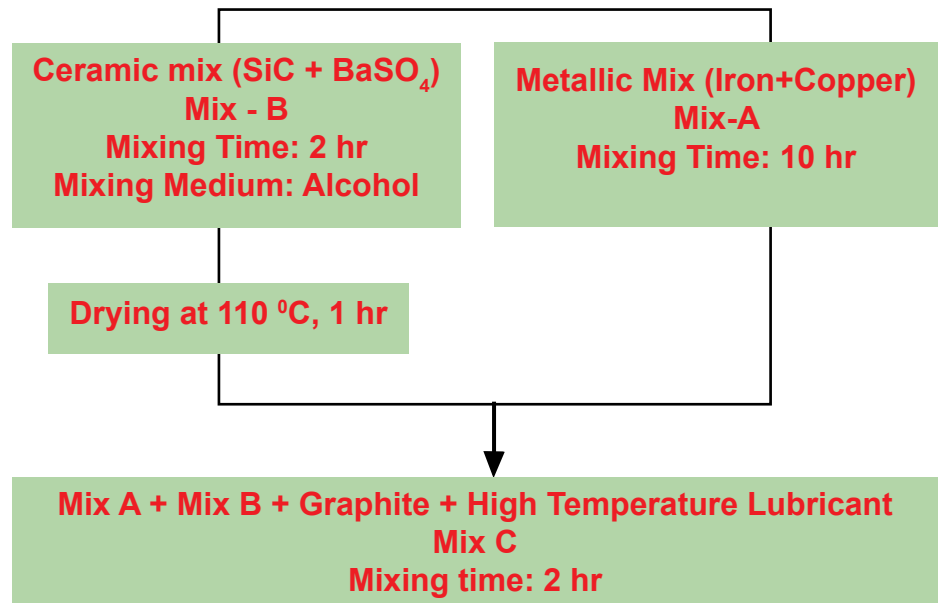 Ceramic mix (SiC + BaSO₄)
Mix - B
Mixing Time: 2 hr
Mixing Medium: Alcohol
Metallic Mix (Iron+Copper)
Mix-A
Mixing Time: 10 hr
Drying at 110 ⁰C, 1 hr
Mix A + Mix B + Graphite + High Temperature Lubricant
Mix C
Mixing time: 2 hr